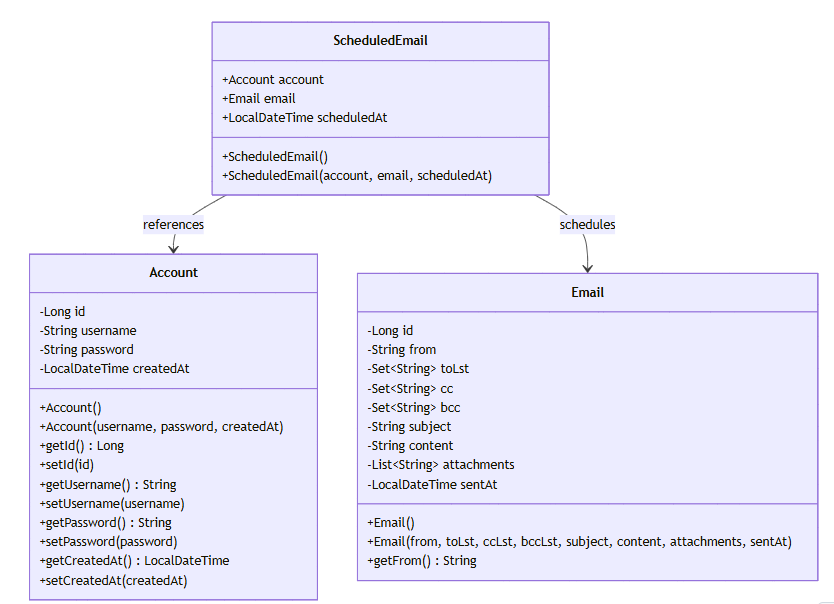 ScheduledEmail
+Account account
+Email email
+LocalDateTime scheduledAt
+ScheduledEmail()
+ScheduledEmail(account, email, scheduledAt)
references
schedules
Account
-Long id
-String username
-String password
-LocalDateTime createdAt
+Account()
+Account(username, password, createdAt)
+getId() : Long
+setId(id)
+getUsername() : String
+setUsername(username)
+getPassword() : String
+setPassword(password)
+getCreatedAt() : LocalDateTime
+setCreatedAt(createdAt)
Email
-Long id
-String from
-Set<String> toLst
-Set<String> cc
-Set<String> bcc
-String subject
-String content
-List<String> attachments
-LocalDateTime sentAt
+Email()
+Email(from, toLst, ccLst, bccLst, subject, content, attachments, sentAt)
+getFrom() : String